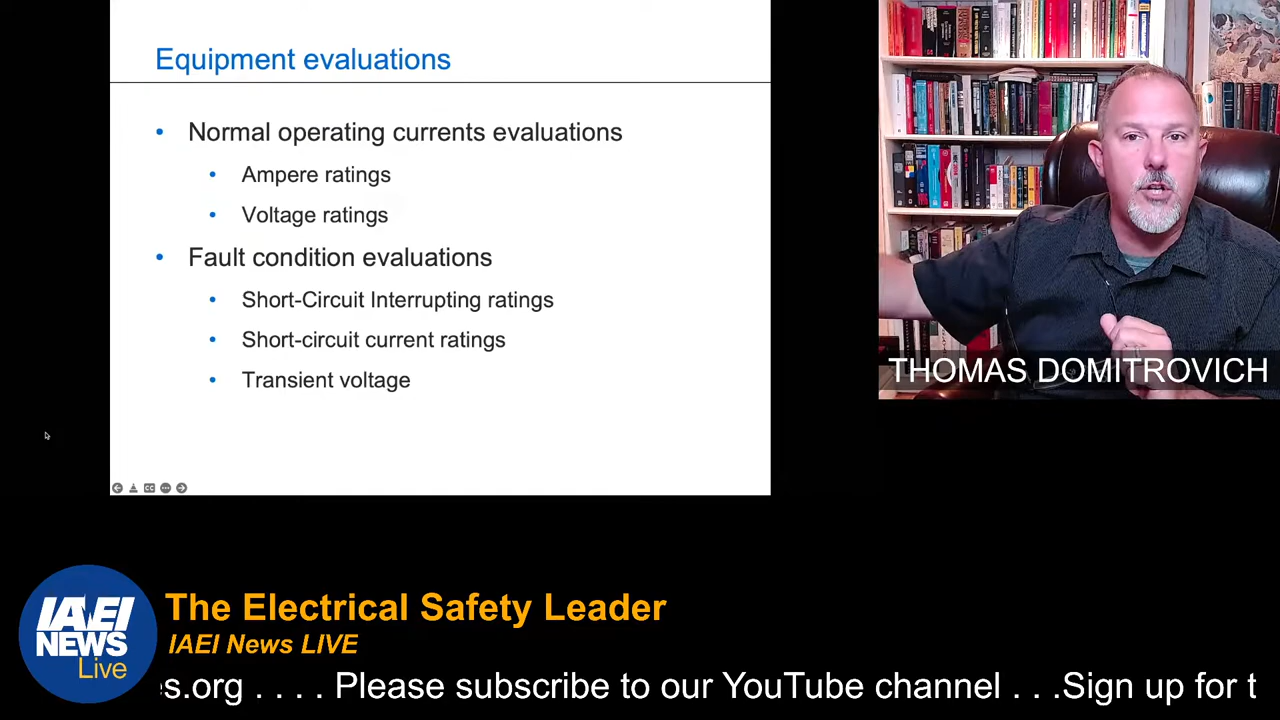 Equipment evaluations
• Normal operating currents evaluations
• Ampere ratings
• Voltage ratings
• Fault condition evaluations
• Short-Circuit Interrupting ratings
• Short-circuit current ratings
• Transient voltage
CC
THOMAS DOMITROVICH
IAEI
NEWS
Live
The Electrical Safety Leader
IAEI News LIVE
es.org . . . . Please subscribe to our YouTube channel . . .Sign up for t